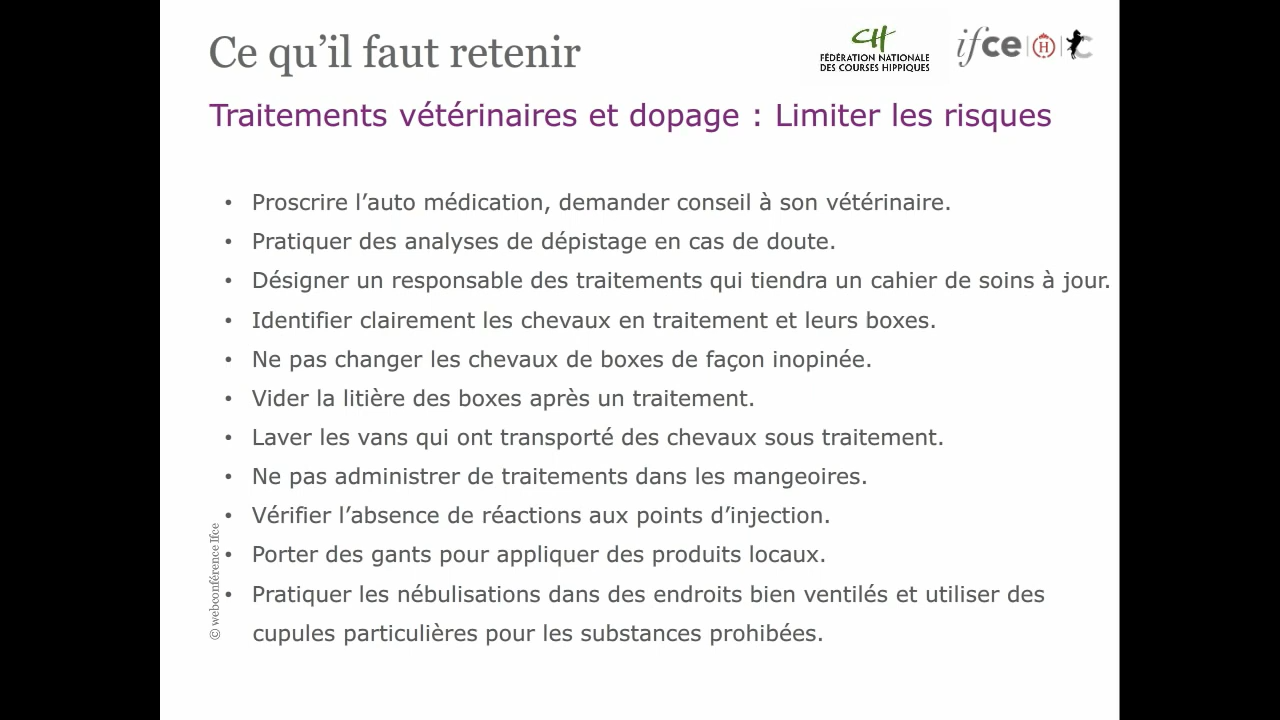 Ce qu'il faut retenir
CH
FÉDÉRATION NATIONALE
DES COURSES HIPPIQUES
ifce
H
C
Traitements vétérinaires et dopage : Limiter les risques
• Proscrire l'auto médication, demander conseil à son vétérinaire.
• Pratiquer des analyses de dépistage en cas de doute.
• Désigner un responsable des traitements qui tiendra un cahier de soins à jour.
• Identifier clairement les chevaux en traitement et leurs boxes.
• Ne pas changer les chevaux de boxes de façon inopinée.
• Vider la litière des boxes après un traitement.
• Laver les vans qui ont transporté des chevaux sous traitement.
• Ne pas administrer de traitements dans les mangeoires.
• Vérifier l'absence de réactions aux points d'injection.
• Porter des gants pour appliquer des produits locaux.
• Pratiquer les nébulisations dans des endroits bien ventilés et utiliser des
cupules particulières pour les substances prohibées.
© webconférence Ifce